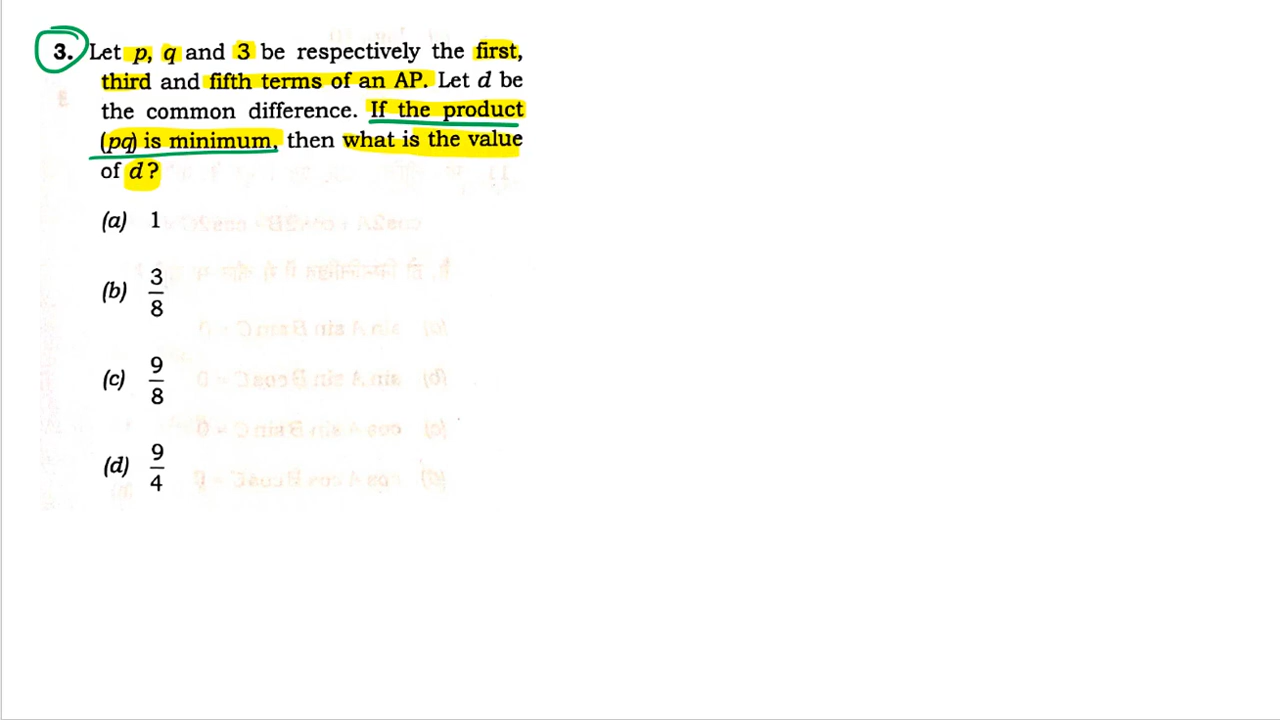 3. Let p, q and 3 be respectively the first,
third and fifth terms of an AP. Let d be
the common difference. If the product
(pq) is minimum, then what is the value
of d?
(a) 1
(b) 3/8
(c) 9/8
(d) 9/4